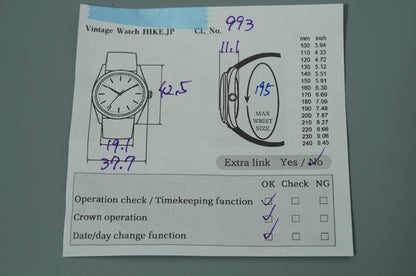 Vintage Watch HIKE.JP CL. No. 993
11.1
42.5
195
MAX
WRIST
SIZE
19.1
37.7
mm inch
100 3.94
110 4.33
120 4.72
130 5.12
140 5.51
150 5.91
160 6.30
170 6.69
180 7.09
190 7.48
200 7.87
210 8.27
220 8.66
230 9.06
240 9.45
Extra link Yes / No
OK Check NG
Operation check / Timekeeping function
Crown operation
Date/day change function